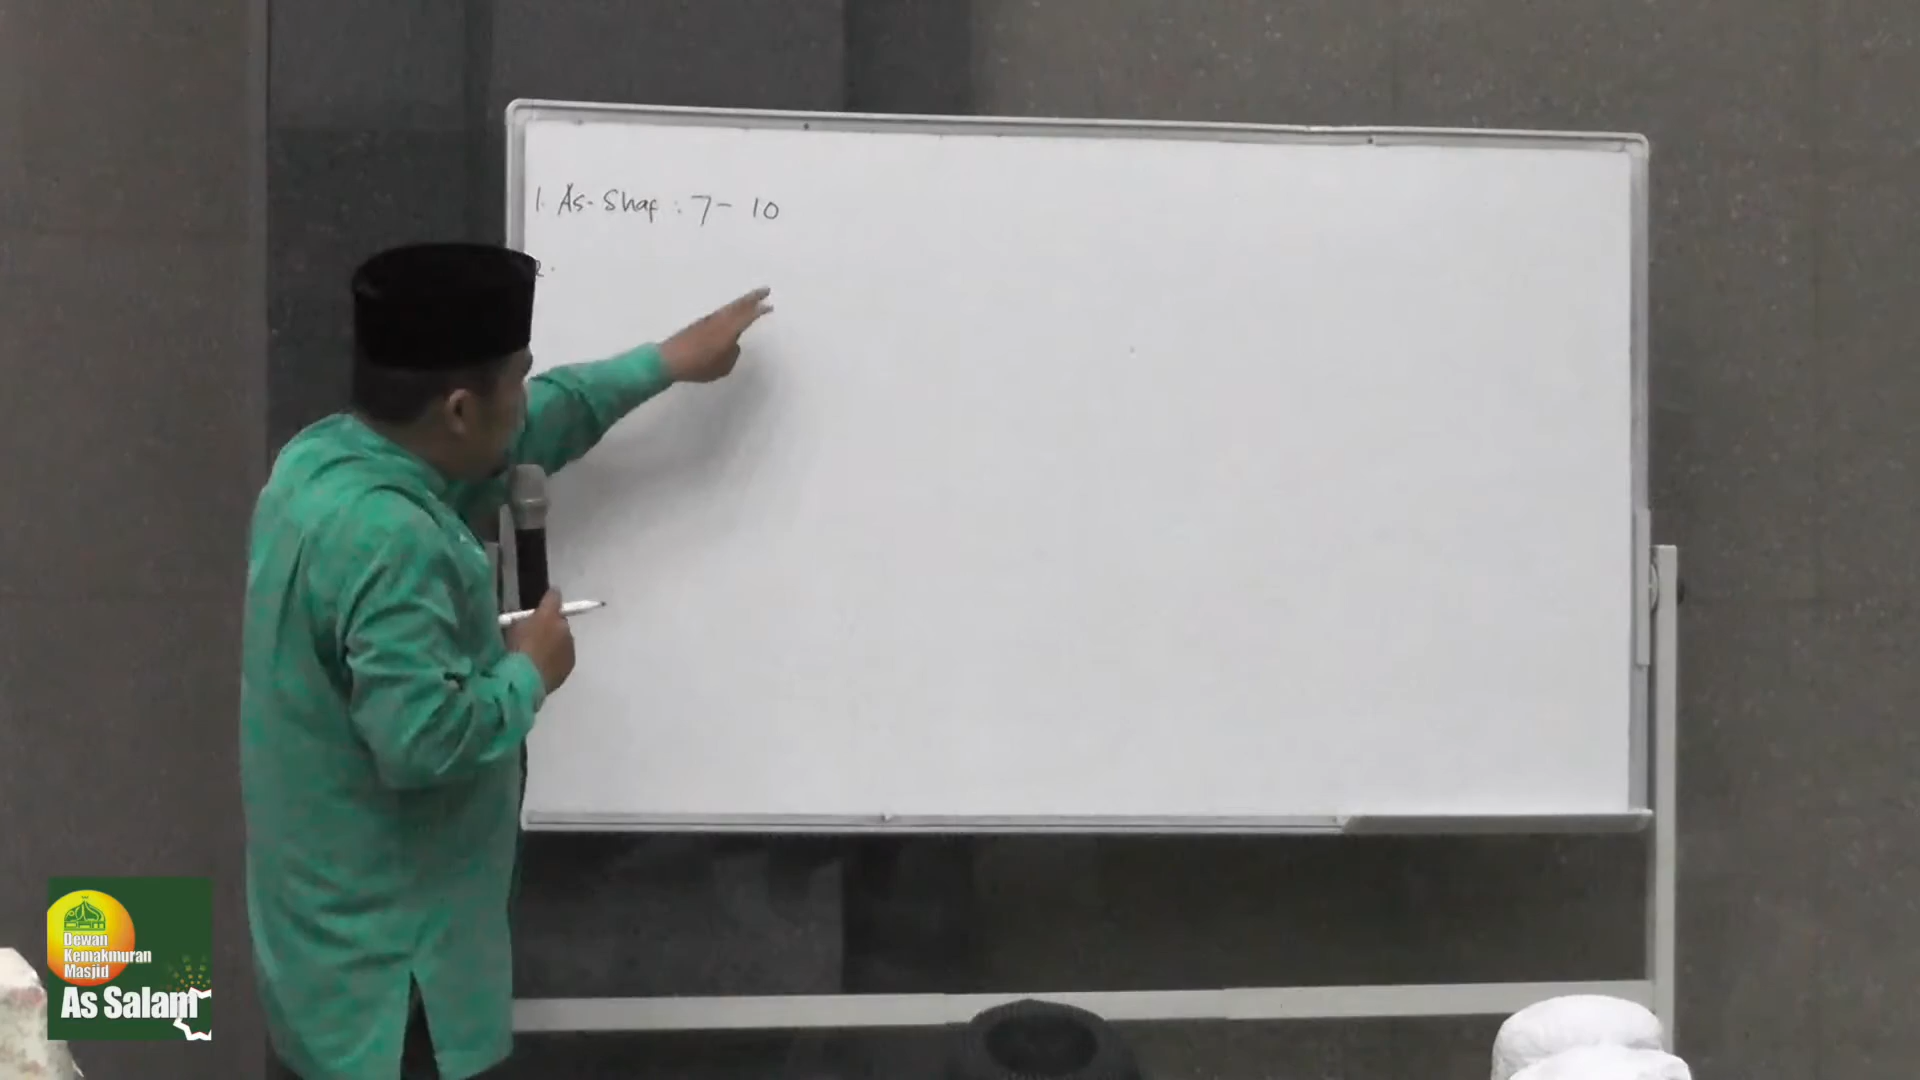 1. As-Shaf : 7 - 10
2.
Dewan
Kemakmuran
Masjid
As Salam